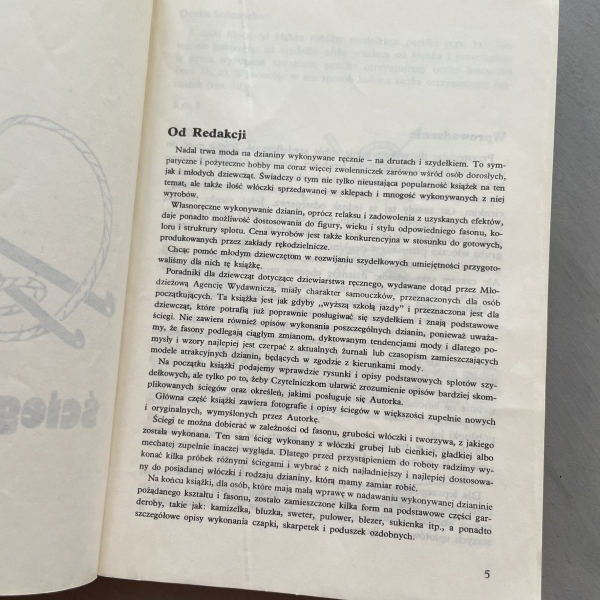 Od Redakcji
Nadal trwa moda na dzianiny wykonywane ręcznie – na drutach i szydełkiem. To sym-
patyczne i pożyteczne hobby ma coraz więcej zwolenniczek zarówno wśród osób dorosłych,
jak i młodych dziewcząt. Świadczy o tym nie tylko nieustająca popularność książek na ten
temat, ale także ilość włóczki sprzedawanej w sklepach i mnogość wykonywanych z niej
wyrobów.
Własnoręczne wykonywanie dzianin, oprócz relaksu i zadowolenia z uzyskanych efektów,
daje ponadto możliwość dostosowania do figury, wieku i stylu odpowiedniego fasonu, ko-
loru i struktury splotu. Cena wyrobów jest także konkurencyjna w stosunku do gotowych,
produkowanych przez zakłady rękodzielnicze.
Chcąc pomóc młodym dziewczętom w rozwijaniu szydełkowych umiejętności przygoto-
waliśmy dla nich tę książkę.
Poradniki dla dziewcząt dotyczące dziewiarstwa ręcznego, wydawane dotąd przez Mło-
dzieżową Agencję Wydawniczą, miały charakter samouczków, przeznaczonych dla osób
początkujących. Ta książka jest jak gdyby „wyższą szkołą jazdy” i przeznaczona jest dla
dziewcząt, które potrafią już poprawnie posługiwać się szydełkiem i znają podstawowe
ściegi. Nie zawiera również opisów wykonania poszczególnych dzianin, ponieważ uważa-
my, że fasony podlegają ciągłym zmianom, dyktowanym tendencjami mody i dlatego po-
mysły i wzory najlepiej jest czerpać z aktualnych żurnali lub czasopism zamieszczających
modele atrakcyjnych dzianin, będących w zgodzie z kierunkami mody.
Na początku książki podajemy wprawdzie rysunki i opisy podstawowych splotów szy-
dełkowych, ale tylko po to, żeby Czytelniczkom ułatwić zrozumienie opisów bardziej skom-
plikowanych ściegów oraz określeń, jakimi posługuje się Autorka.
Główna część książki zawiera fotografie i opisy ściegów w większości zupełnie nowych
i oryginalnych, wymyślonych przez Autorkę.
Ściegi te można dobierać w zależności od fasonu, grubości włóczki i tworzywa, z jakiego
została wykonana. Ten sam ścieg wykonany z włóczki grubej lub cienkiej, gładkiej albo
mechatej zupełnie inaczej wygląda. Dlatego przed przystąpieniem do roboty radzimy wy-
konać kilka próbek różnymi ściegami i wybrać z nich najładniejszy i najlepiej dostosowa-
ny do posiadanej włóczki i rodzaju dzianiny, którą mamy zamiar robić.
Na końcu książki, dla osób, które mają małą wprawę w nadawaniu wykonywanej dzianinie
pożądanego kształtu i fasonu, zostało zamieszczone kilka form na podstawowe części gar-
deroby, takie jak: kamizelka, bluzka, sweter, pulower, blezer, sukienka itp., a ponadto
szczegółowe opisy wykonania czapki, skarpetek i poduszek ozdobnych.
5